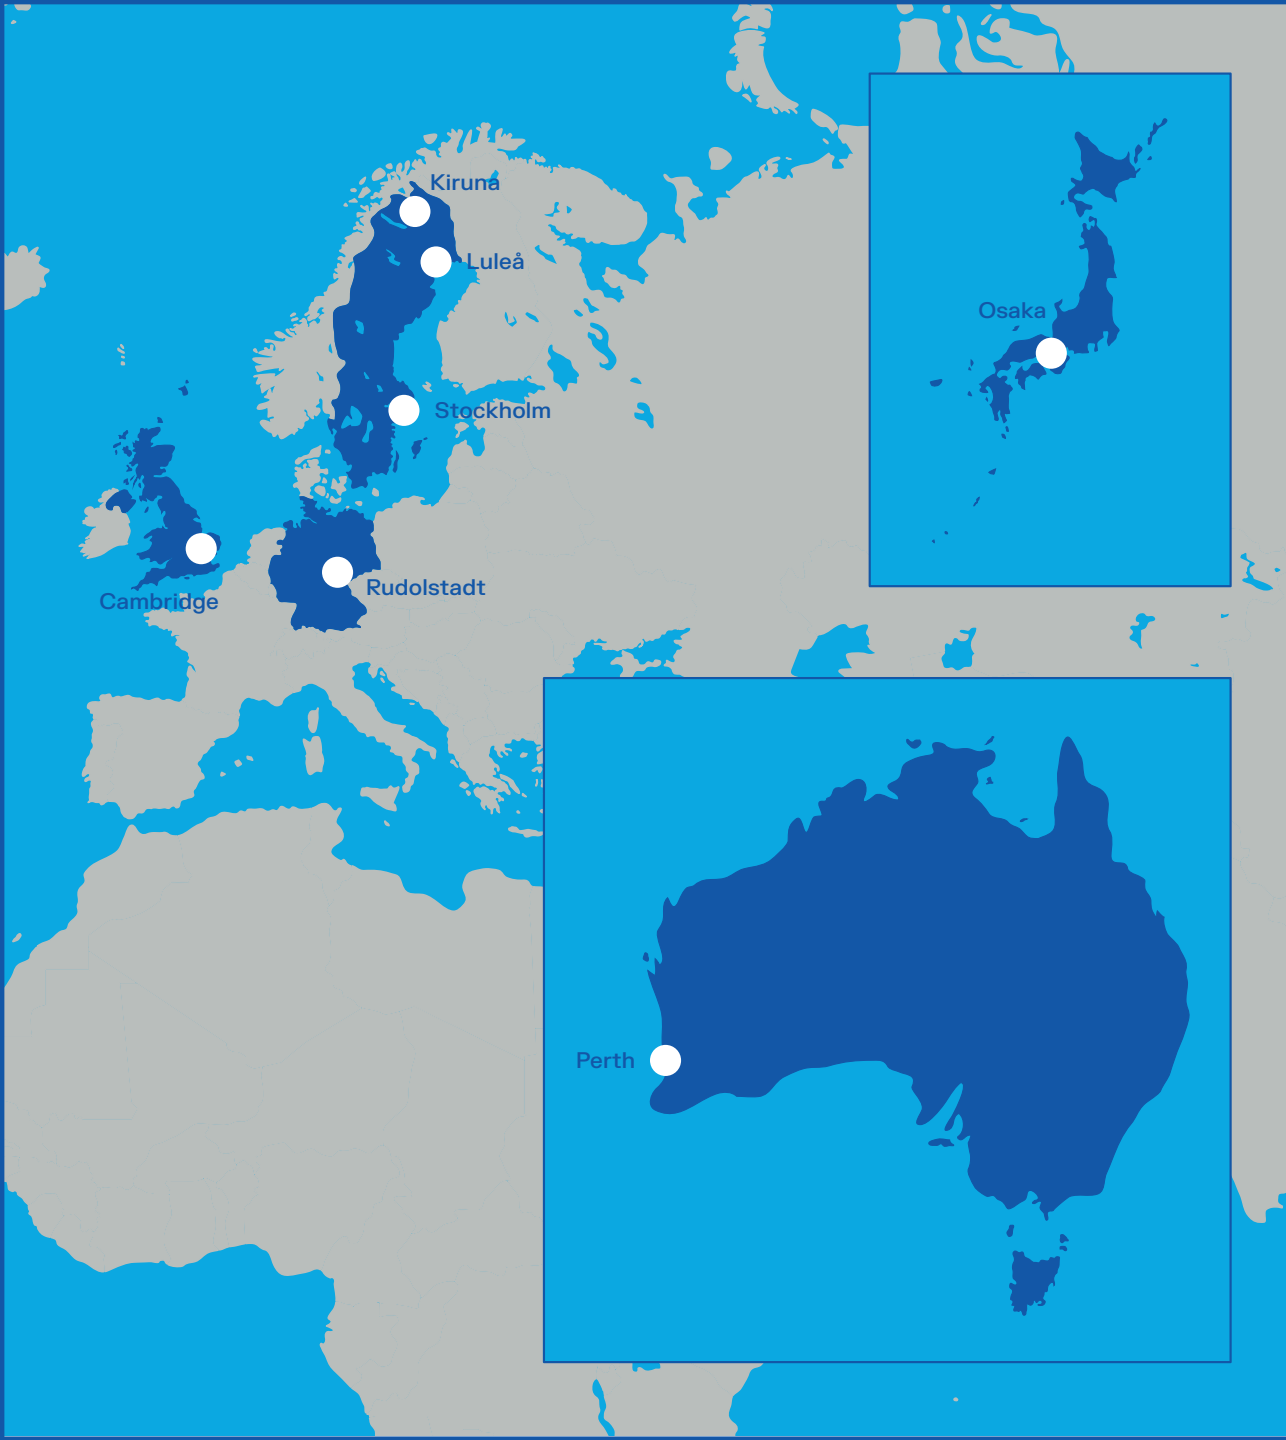 Kiruna
Luleå
Osaka
Stockholm
Rudolstadt
Cambridge
Perth